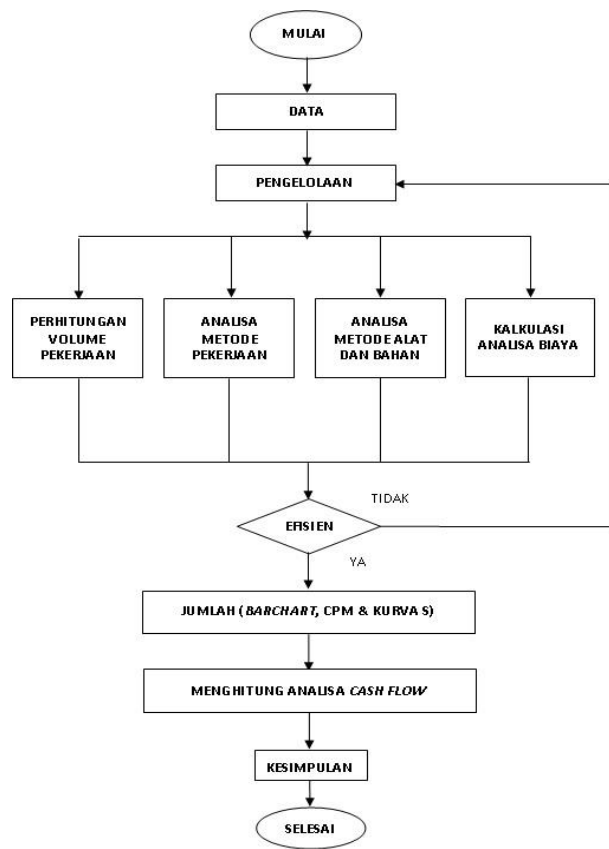 MULAI
DATA
PENGELOLAAN
PERHITUNGAN
VOLUME
PEKERJAAN
ANALISA
METODE
PEKERJAAN
ANALISA
METODE ALAT
DAN BAHAN
KALKULASI
ANALISA BIAYA
TIDAK
EFISIEN
YA
JUMLAH (BARCHART, CPM & KURVA S)
MENGHITUNG ANALISA CASH FLOW
KESIMPULAN
SELESAI